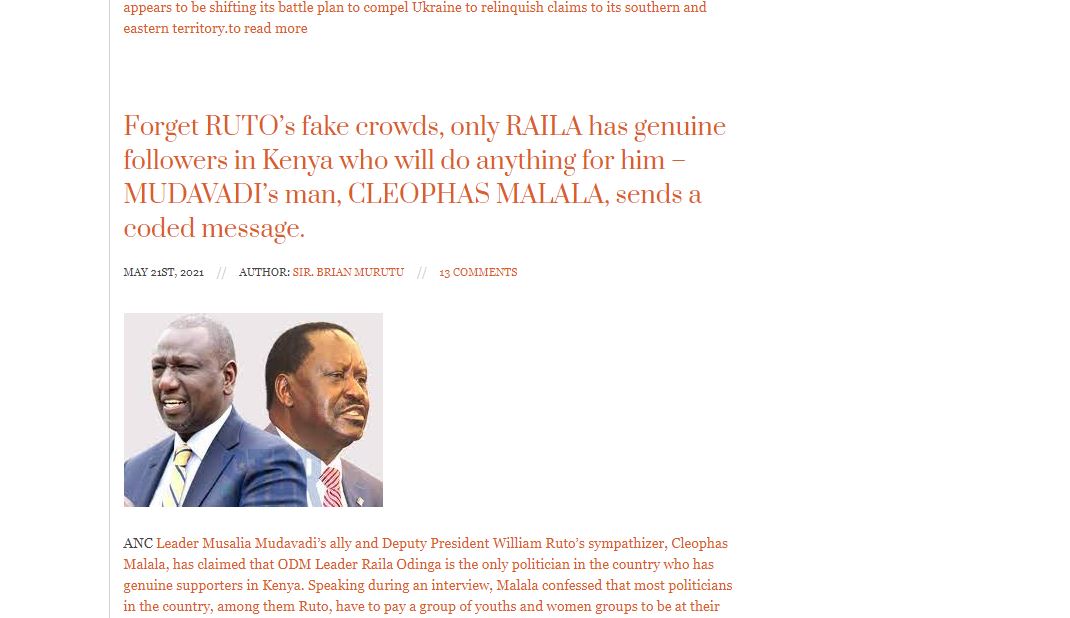 appears to be shifting its battle plan to compel Ukraine to relinquish claims to its southern and
eastern territory.to read more
Forget RUTO’s fake crowds, only RAILA has genuine
followers in Kenya who will do anything for him –
MUDAVADI’s man, CLEOPHAS MALALA, sends a
coded message.
MAY 21ST, 2021 // AUTHOR: SIR. BRIAN MURUTU // 13 COMMENTS
ANC Leader Musalia Mudavadi’s ally and Deputy President William Ruto’s sympathizer, Cleophas
Malala, has claimed that ODM Leader Raila Odinga is the only politician in the country who has
genuine supporters in Kenya. Speaking during an interview, Malala confessed that most politicians
in the country, among them Ruto, have to pay a group of youths and women groups to be at their